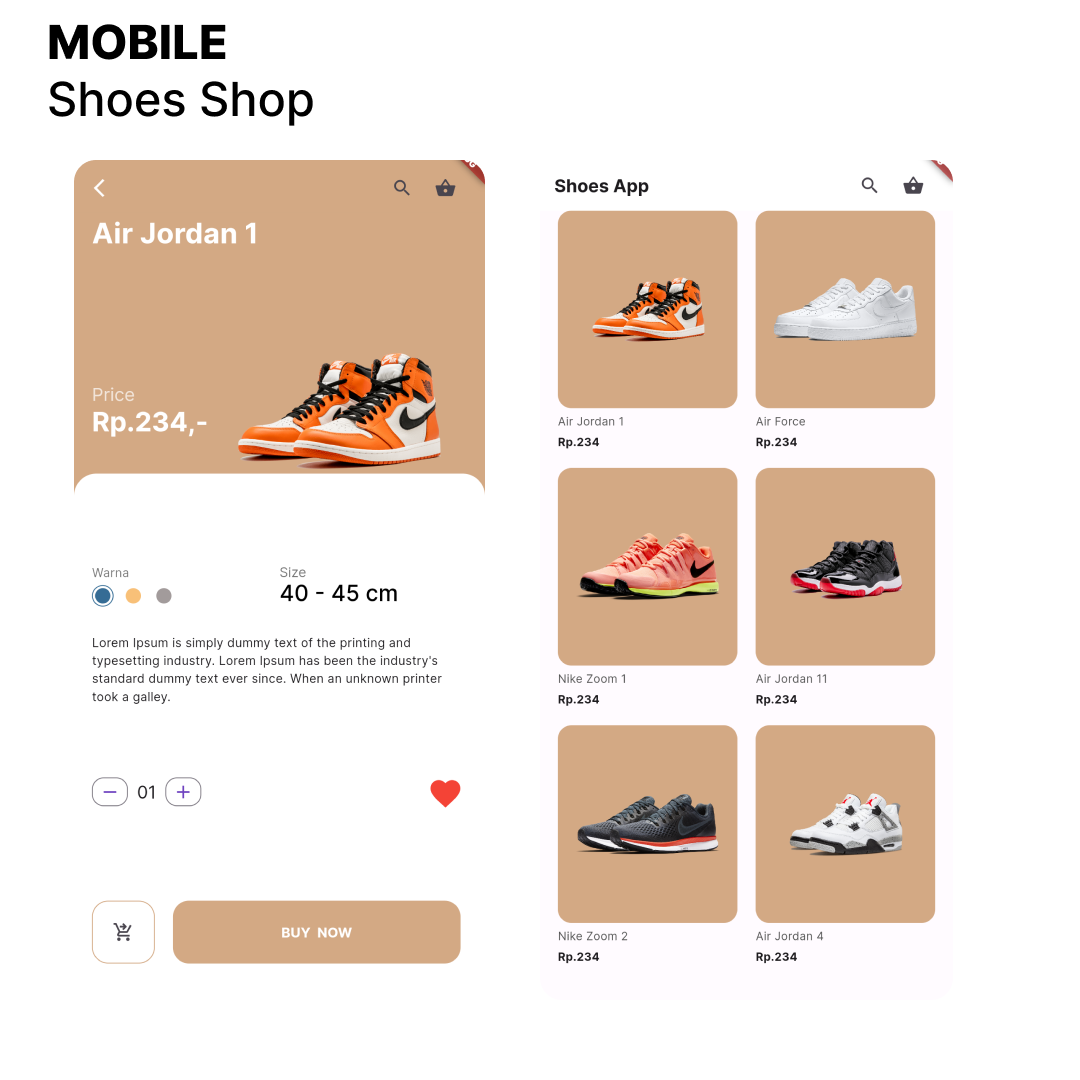 MOBILE
Shoes Shop
Air Jordan 1
Price
Rp.234,-
Warna
Size
40 - 45 cm
Lorem Ipsum is simply dummy text of the printing and
typesetting industry. Lorem Ipsum has been the industry's
standard dummy text ever since. When an unknown printer
took a galley.
01
BUY NOW
Shoes App
Air Jordan 1
Rp.234
Air Force
Rp.234
Nike Zoom 1
Rp.234
Air Jordan 11
Rp.234
Nike Zoom 2
Rp.234
Air Jordan 4
Rp.234